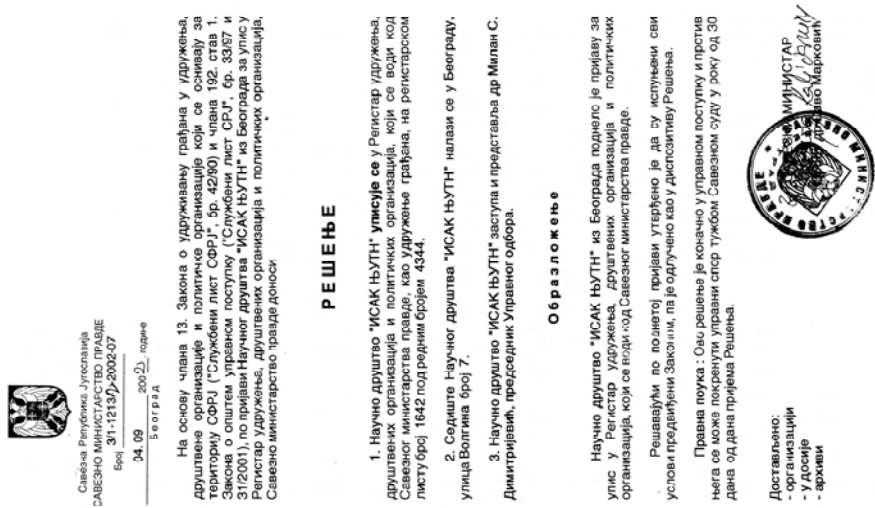 Савезна Република Југославија
САВЕЗНО МИНИСТАРСТВО ПРАВДЕ
Број 3/1-1213/ -2002-07
04. 09 2002. године
Београд
На основу члана 13. Закона о удруживању грађана у удружења,
друштвене организације и политичке организације који се оснивају за
територију СФРЈ ("Службени лист СФРЈ", бр. 42/90) и члана 192. став 1.
Закона о општем управном поступку ("Службени лист СРЈ", бр. 33/97 и
31/2001), по пријави Научног друштва "ИСАК ЊУТН" из Београда за упис у
Регистар удружења, друштвених организација и политичких организација,
Савезно министарство правде доноси
РЕШЕЊЕ
1. Научно друштво "ИСАК ЊУТН" уписује се у Регистар удружења,
друштвених организација и политичких организација, који се води код
Савезног министарства правде, као удружење грађана, на регистарском
листу број 1642 под редним бројем 4344.
2. Седиште Научног друштва "ИСАК ЊУТН" налази се у Београду,
улица Волгина број 7.
3. Научно друштво "ИСАК ЊУТН" заступа и представља др Милан С.
Димитријевић, председник Управног одбора.
Образложење
Научно друштво "ИСАК ЊУТН" из Београда поднело је пријаву за
упис у Регистар удружења, друштвених организација и политичких
организација, који се води код Савезног министарства правде.
Решавајући по поднетој пријави утврђено је да су испуњени сви
услови предвиђени Законом, па је одлучено као у диспозитиву Решења.
Правна поука : Ово решење је коначно у управном поступку и против
њега се може покренути управни спор тужбом Савезном суду у року од 30
дана од дана пријема Решења.
Достављено:
- организацији
- у досије
- архиви
МИНИСТАР
Марковић